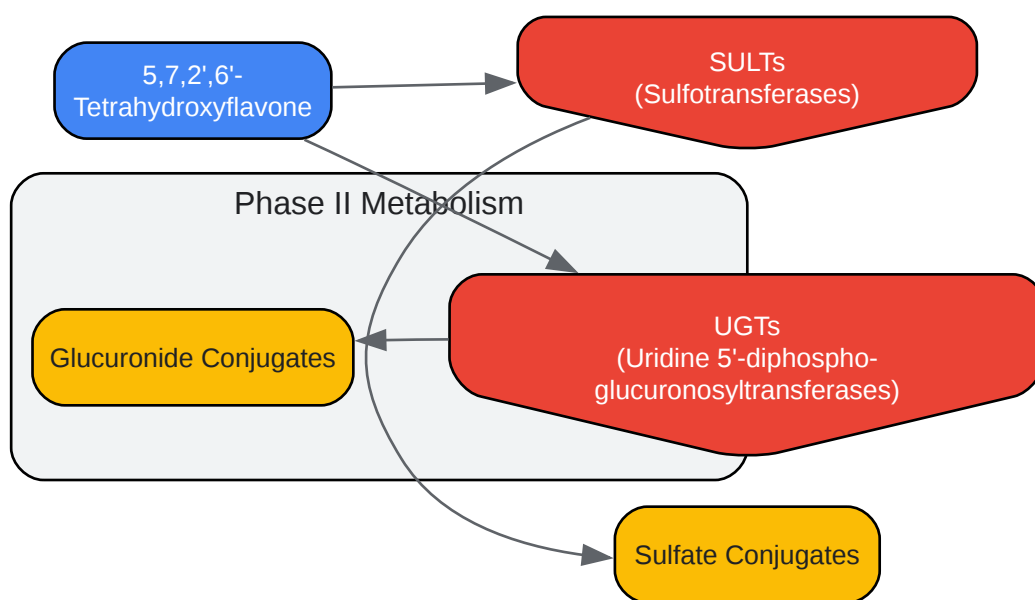 5,7,2',6'-
Tetrahydroxyflavone
SULTs
(Sulfotransferases)
Phase II Metabolism
Glucuronide Conjugates
UGTs
(Uridine 5'-diphospho-
glucuronosyltransferases)
Sulfate Conjugates